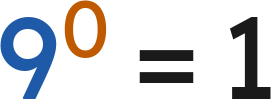 9⁰ = 1